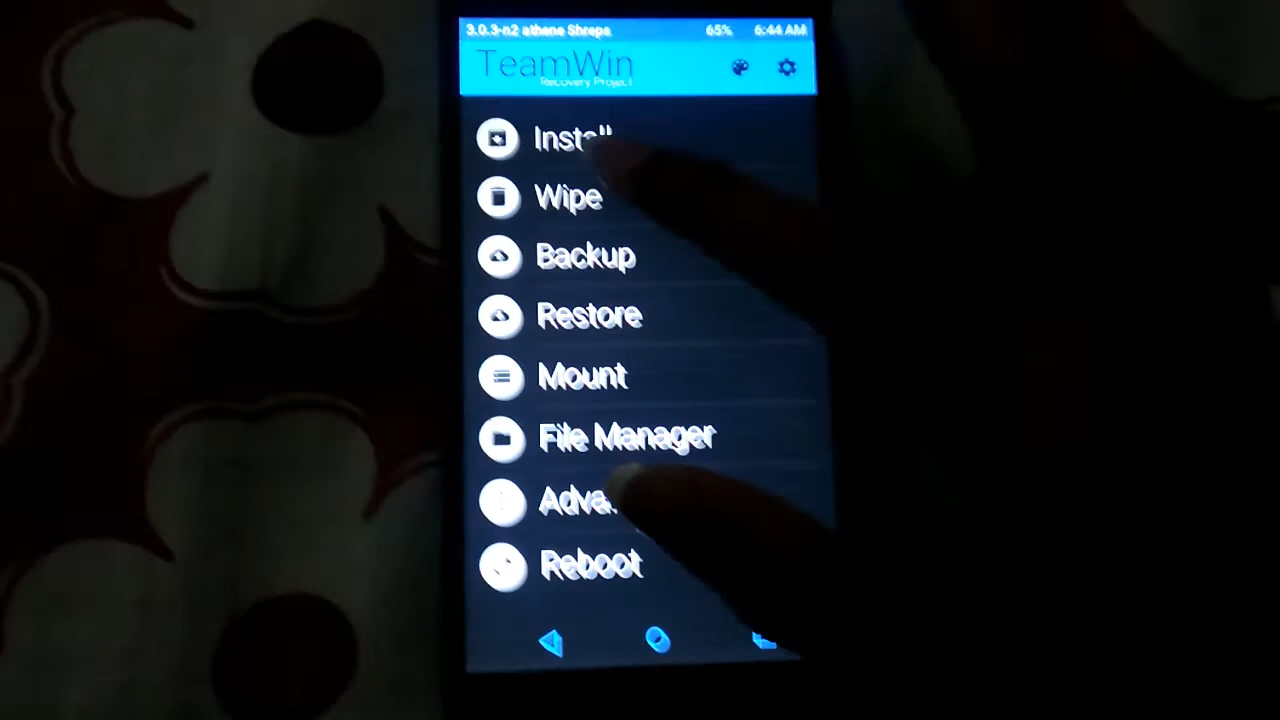 3.0.3-n2 athene Shreps 65% 6:44 AM
TeamWin
Recovery Project
Install
Wipe
Backup
Restore
Mount
File Manager
Adva
Reboot